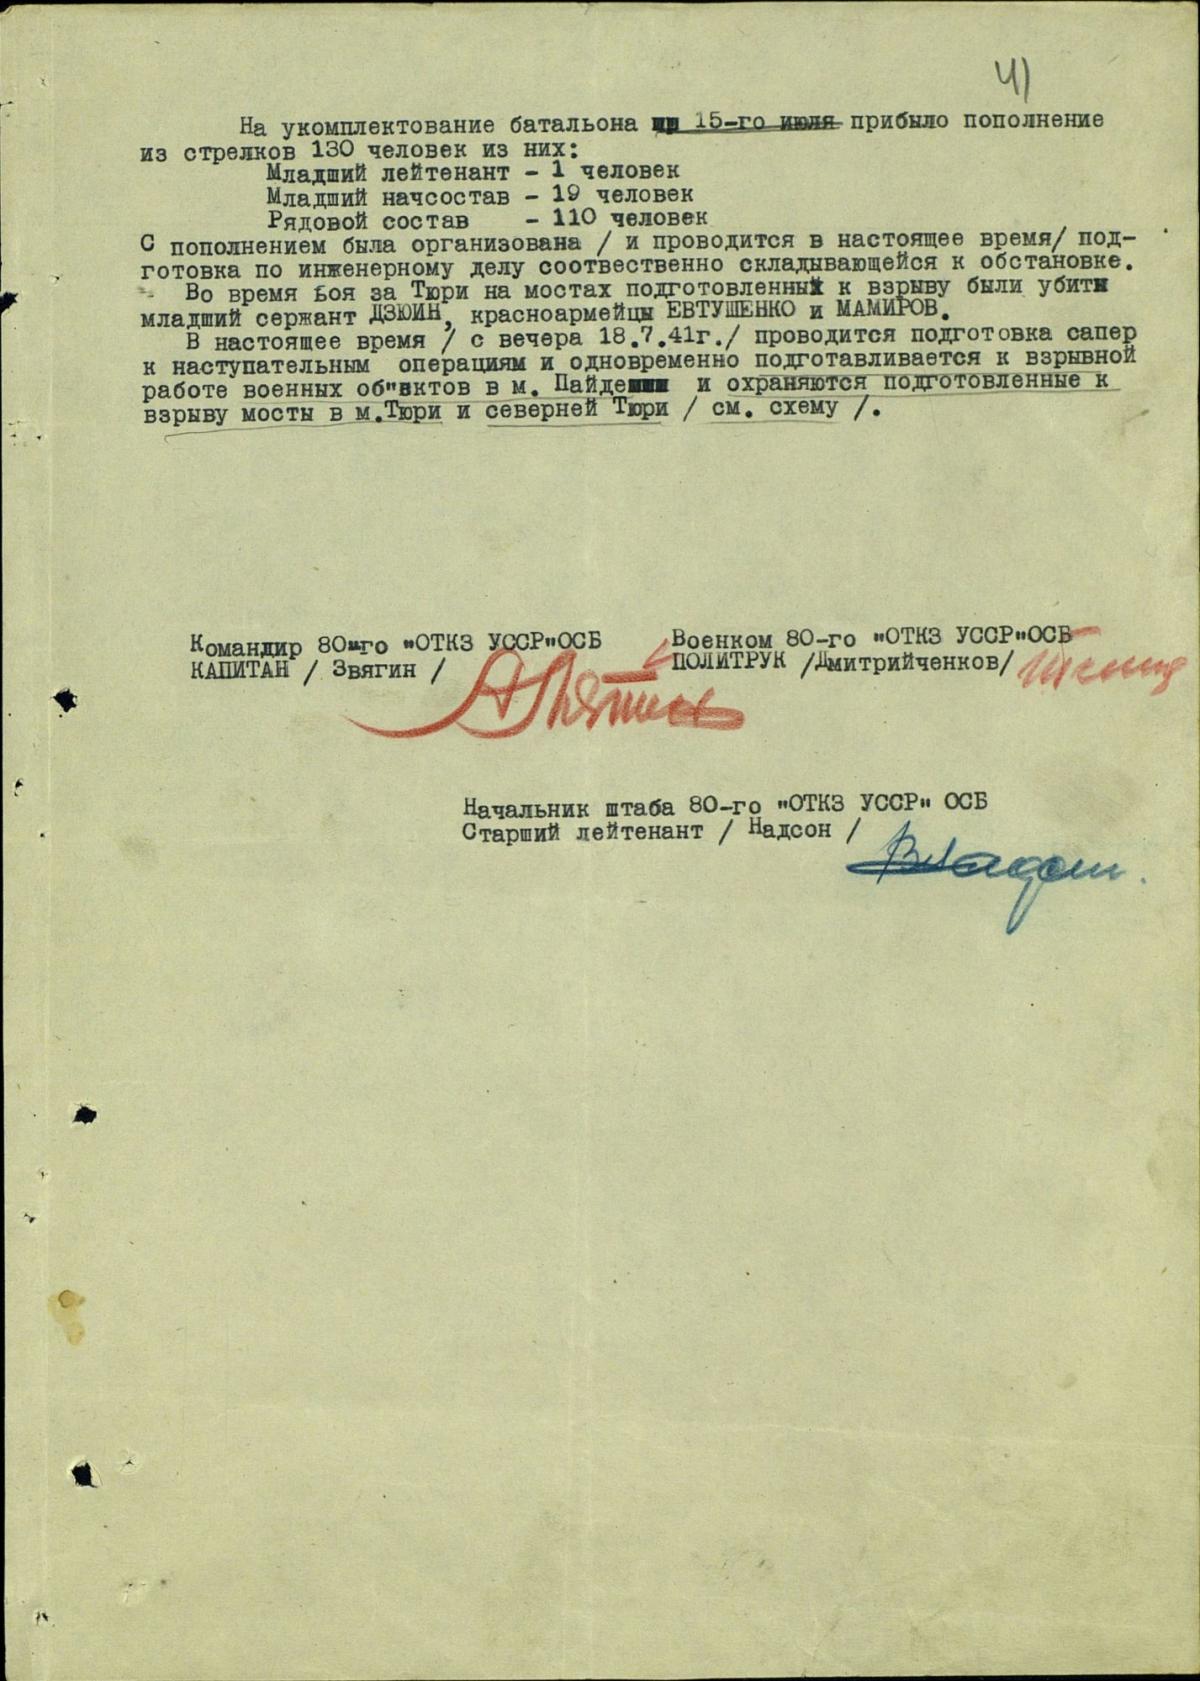 41
На укомплектование батальона 15-го июля прибыло пополнение
из стрелков 130 человек из них:
Младший лейтенант - 1 человек
Младший начсостав - 19 человек
Рядовой состав - 110 человек
С пополнением была организована / и проводится в настоящее время/ под-
готовка по инженерному делу соотвественно складывающейся к обстановке.
Во время боя за Тюри на мостах подготовленный к взрыву были убиты
младший сержант ДЗЮИН, красноармейцы ЕВТУШЕНКО и МАМИРОВ.
В настоящее время / с вечера 18.7.41г./ проводится подготовка сапер
к наступательным операциям и одновременно подготавливается к взрывной
работе военных об"вктов в м. Пайде и охраняются подготовленные к
взрыву мосты в м.Тюри и северней Тюри / см. схему /.
Командир 80-го "ОТКЗ УССР"ОСБ
КАПИТАН / Звягин /
Военком 80-го "ОТКЗ УССР"ОСБ
ПОЛИТРУК /Дмитрийченков/
Начальник штаба 80-го "ОТКЗ УССР" ОСБ
Старший лейтенант / Надсон /